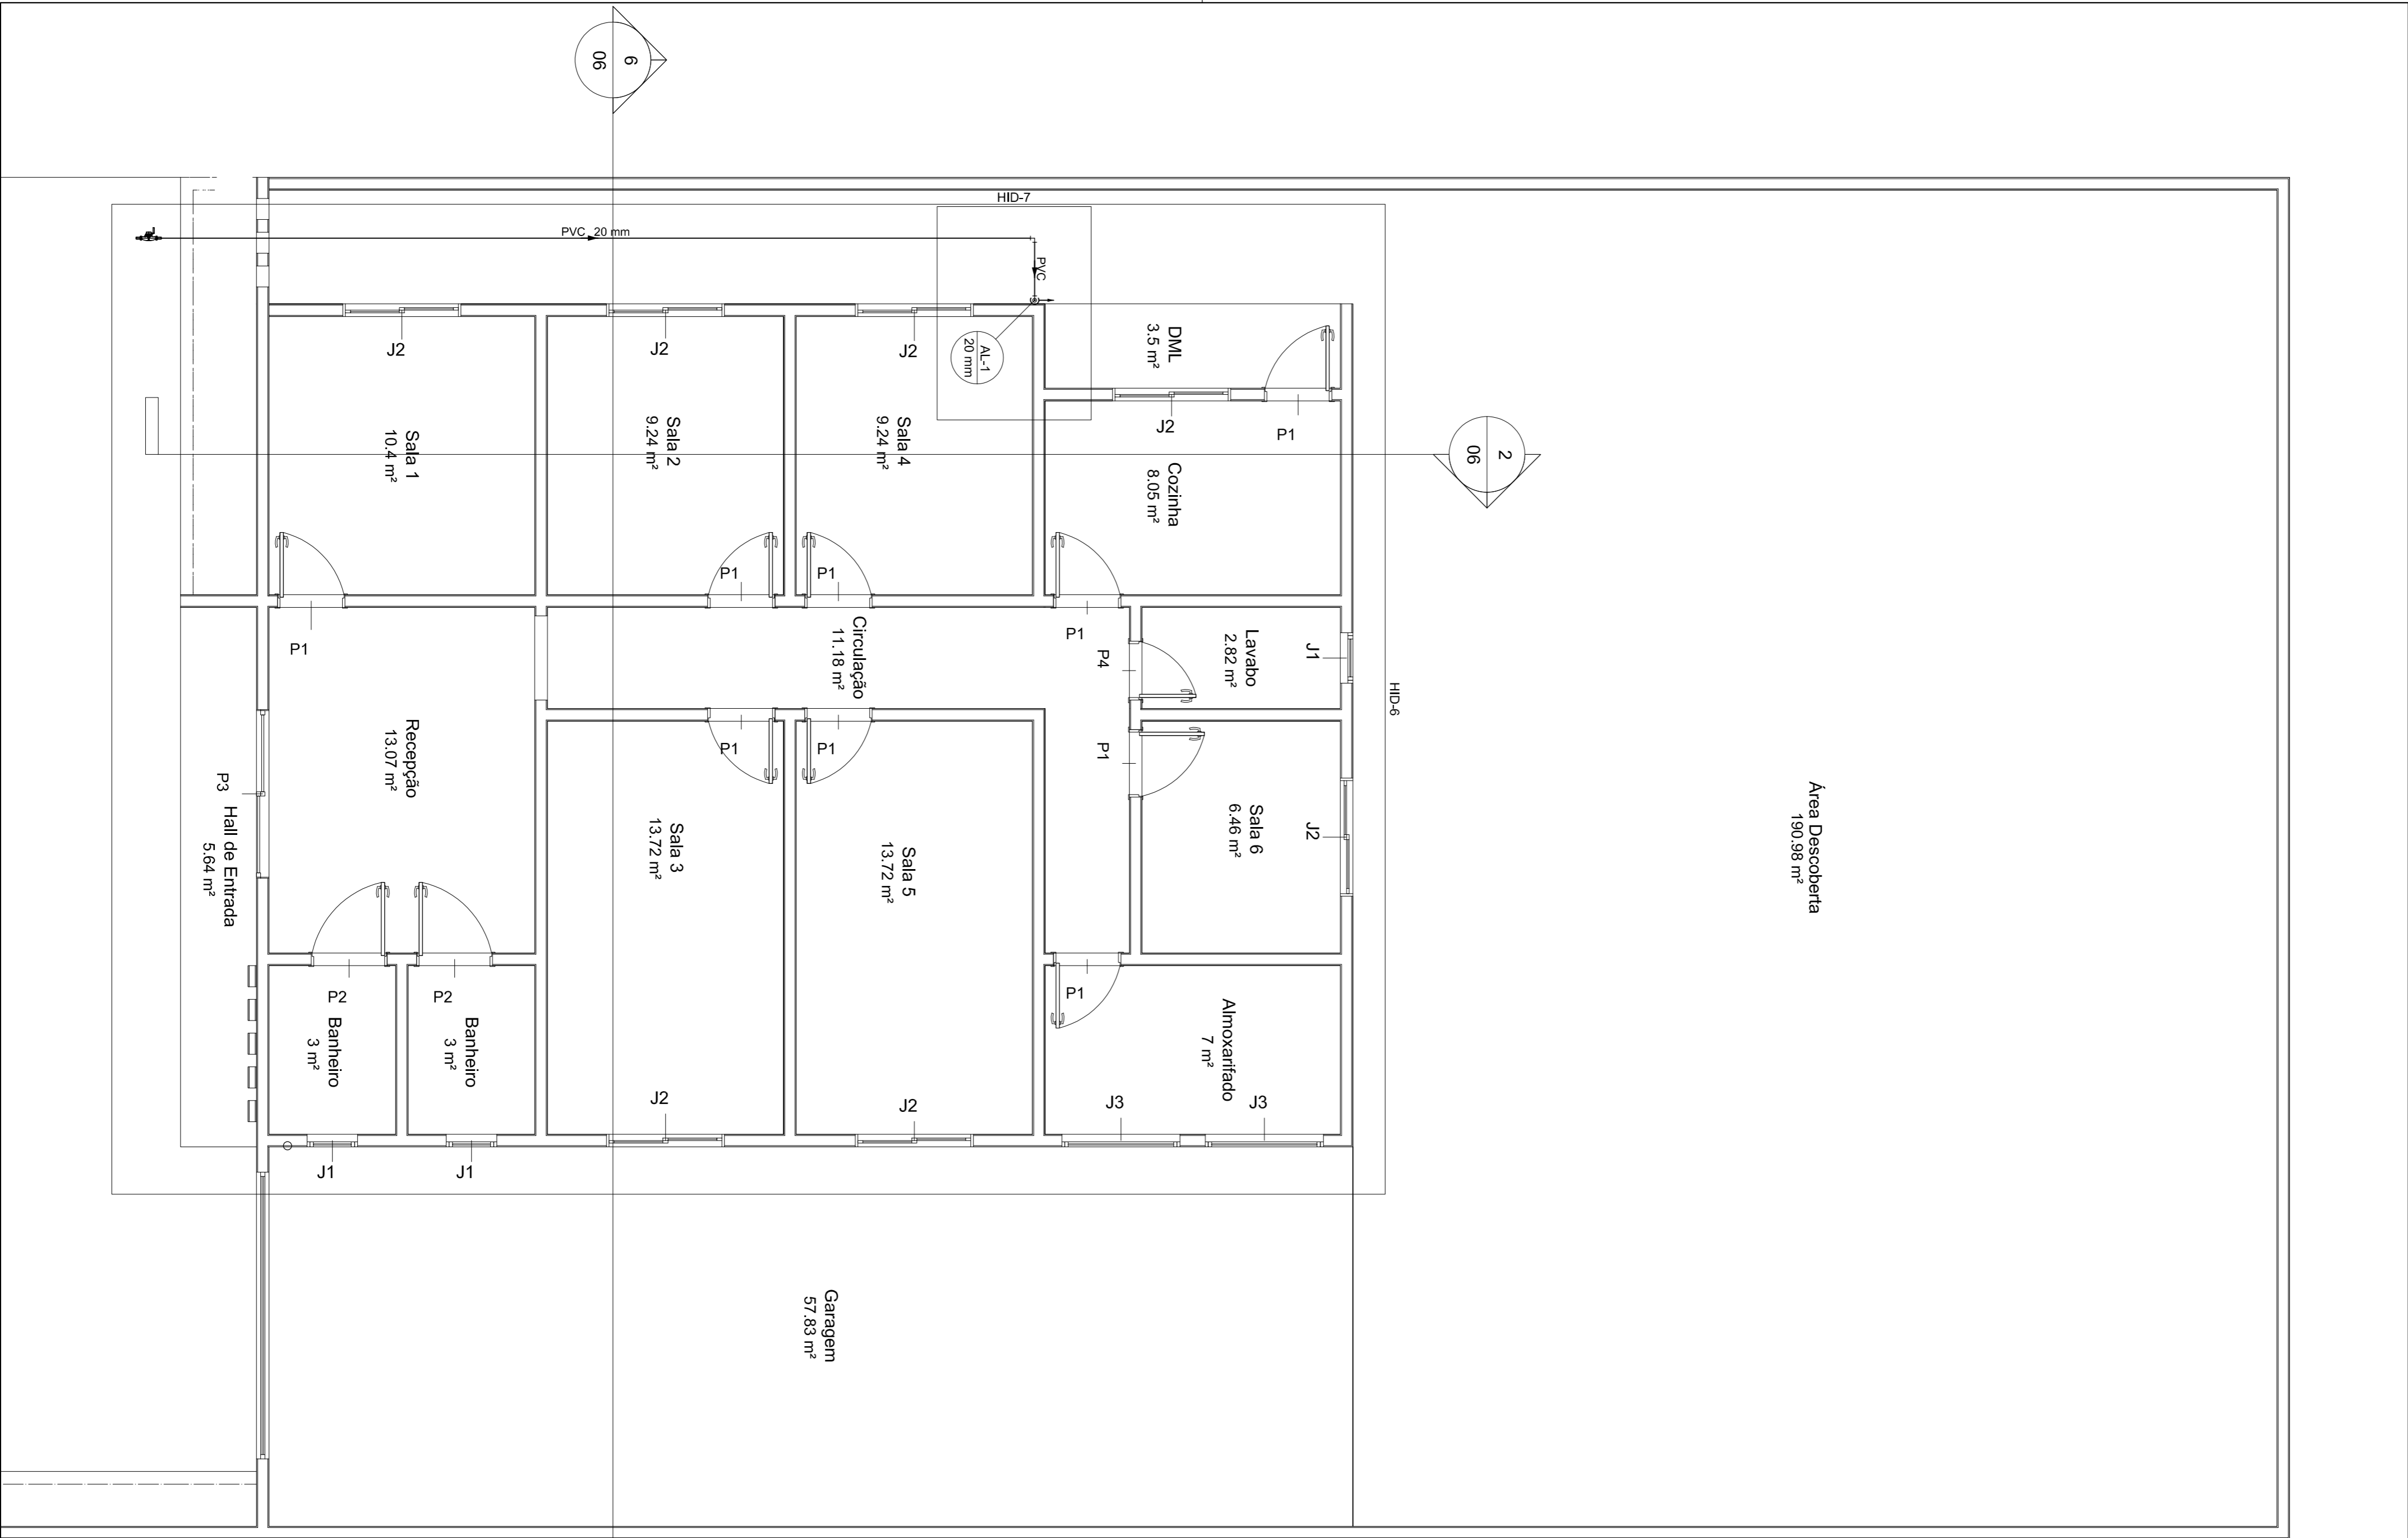 6
06
HID-7
PVC 20 mm
PVC
AL-1
20 mm
J2
J2
J2
DML
3.5 m²
J2
P1
2
06
Sala 1
10.4 m²
Sala 2
9.24 m²
Sala 4
9.24 m²
Cozinha
8.05 m²
P1
P1
P1
P1
Circulação
11.18 m²
P4
Lavabo
2.82 m²
J1
HID-6
Recepção
13.07 m²
P3
Hall de Entrada
5.64 m²
P1
P1
P1
Sala 3
13.72 m²
Sala 5
13.72 m²
Sala 6
6.46 m²
J2
Área Descoberta
190.98 m²
P2
P2
Banheiro
3 m²
Banheiro
3 m²
P1
Almoxarifado
7 m²
J2
J2
J3
J3
J1
J1
Garagem
57.83 m²